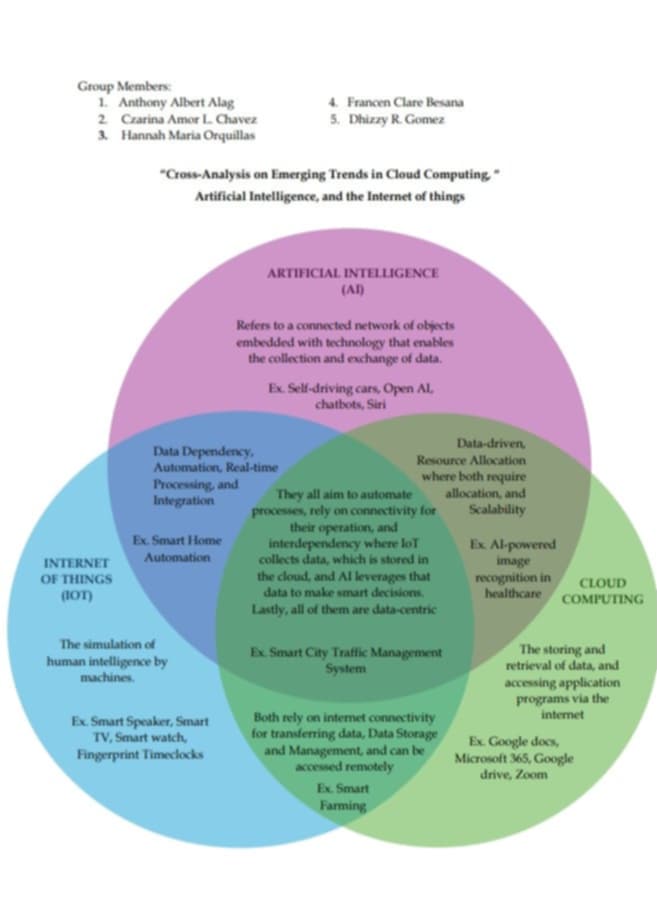 Group Members:
1. Anthony Albert Alag
2. Czarina Amor L. Chavez
3. Hannah Maria Orquillas
4. Francen Clare Besana
5. Dhizzy R. Gomez
"Cross-Analysis on Emerging Trends in Cloud Computing, "
Artificial Intelligence, and the Internet of things
ARTIFICIAL INTELLIGENCE
(AI)
Refers to a connected network of objects
embedded with technology that enables
the collection and exchange of data.
Ex. Self-driving cars, Open AI,
chatbots, Siri
Data Dependency,
Automation, Real-time
Processing, and
Integration
Ex. Smart Home
Automation
Data-driven,
Resource Allocation
where both require
allocation, and
Scalability
Ex. AI-powered
image
recognition in
healthcare
They all aim to automate
processes, rely on connectivity for
their operation, and
interdependency where IoT
collects data, which is stored in
the cloud, and AI leverages that
data to make smart decisions.
Lastly, all of them are data-centric
Ex. Smart City Traffic Management
System
INTERNET
OF THINGS
(IOT)
The simulation of
human intelligence by
machines.
Ex. Smart Speaker, Smart
TV, Smart watch,
Fingerprint Timeclocks
CLOUD
COMPUTING
The storing and
retrieval of data, and
accessing application
programs via the
internet
Ex. Google docs,
Microsoft 365, Google
drive, Zoom
Both rely on internet connectivity
for transferring data, Data Storage
and Management, and can be
accessed remotely
Ex. Smart
Farming